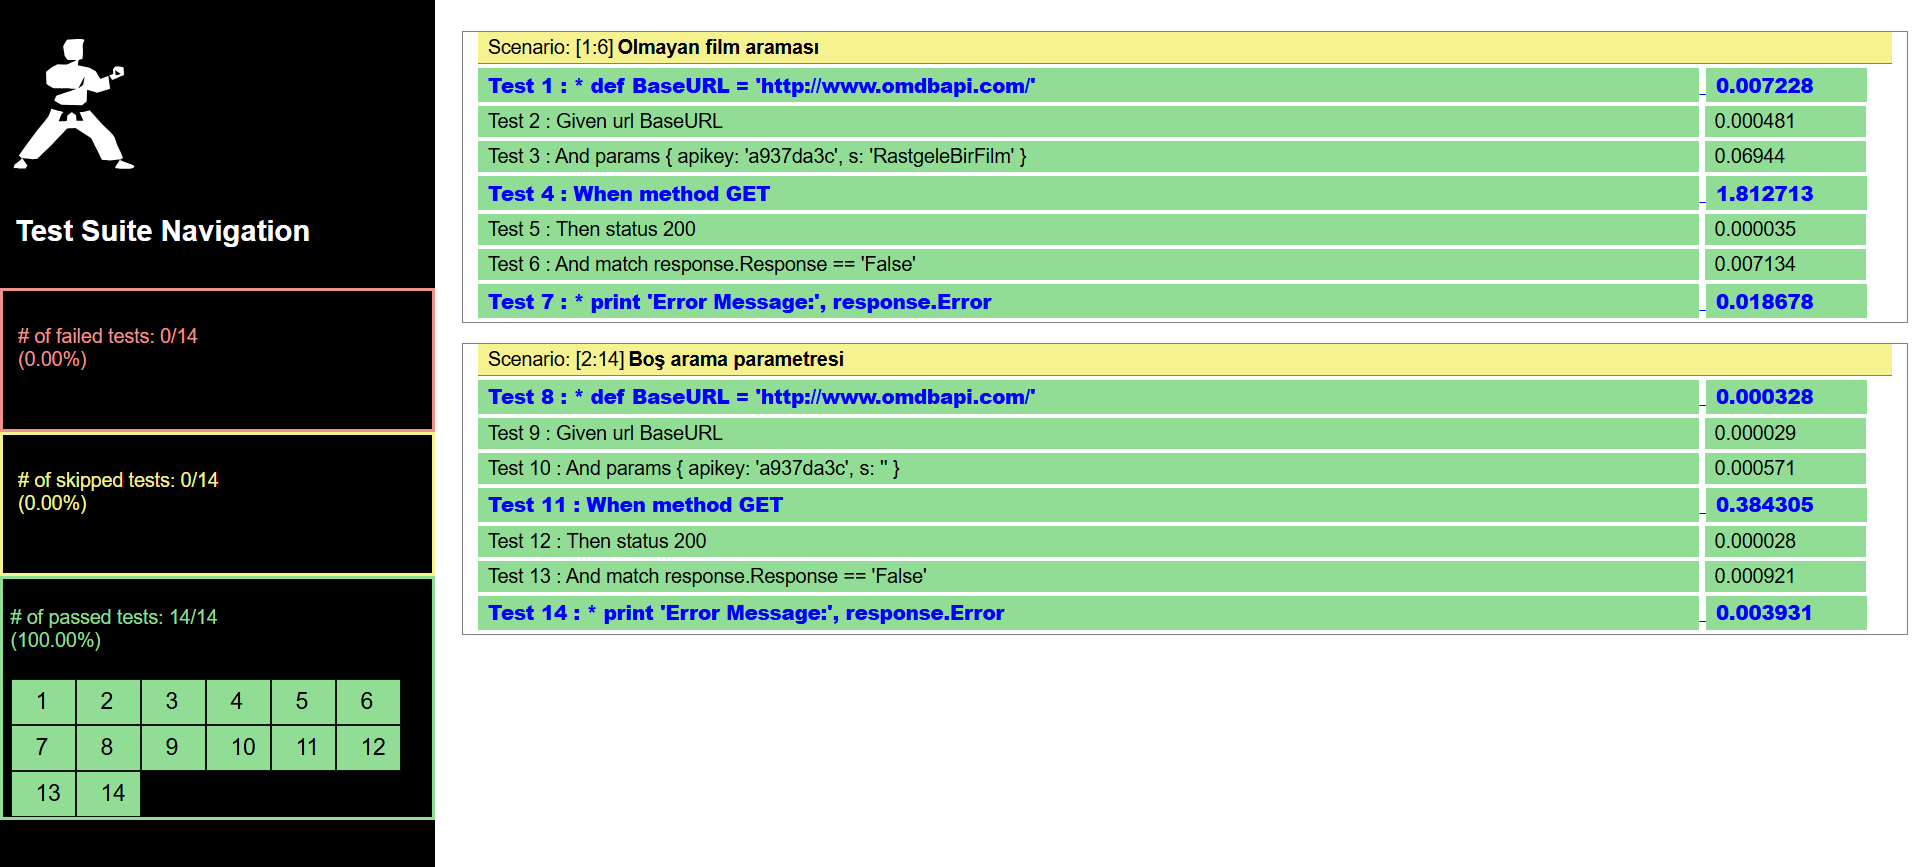 Test Suite Navigation
# of failed tests: 0/14
(0.00%)
# of skipped tests: 0/14
(0.00%)
# of passed tests: 14/14
(100.00%)
1 2 3 4 5 6
7 8 9 10 11 12
13 14
Scenario: [1:6] Olmayan film araması
Test 1 : * def BaseURL = 'http://www.omdbapi.com/' 0.007228
Test 2 : Given url BaseURL 0.000481
Test 3 : And params { apikey: 'a937da3c', s: 'RastgeleBirFilm' } 0.06944
Test 4 : When method GET 1.812713
Test 5 : Then status 200 0.000035
Test 6 : And match response.Response == 'False' 0.007134
Test 7 : * print 'Error Message:', response.Error 0.018678
Scenario: [2:14] Boş arama parametresi
Test 8 : * def BaseURL = 'http://www.omdbapi.com/' 0.000328
Test 9 : Given url BaseURL 0.000029
Test 10 : And params { apikey: 'a937da3c', s: '' } 0.000571
Test 11 : When method GET 0.384305
Test 12 : Then status 200 0.000028
Test 13 : And match response.Response == 'False' 0.000921
Test 14 : * print 'Error Message:', response.Error 0.003931